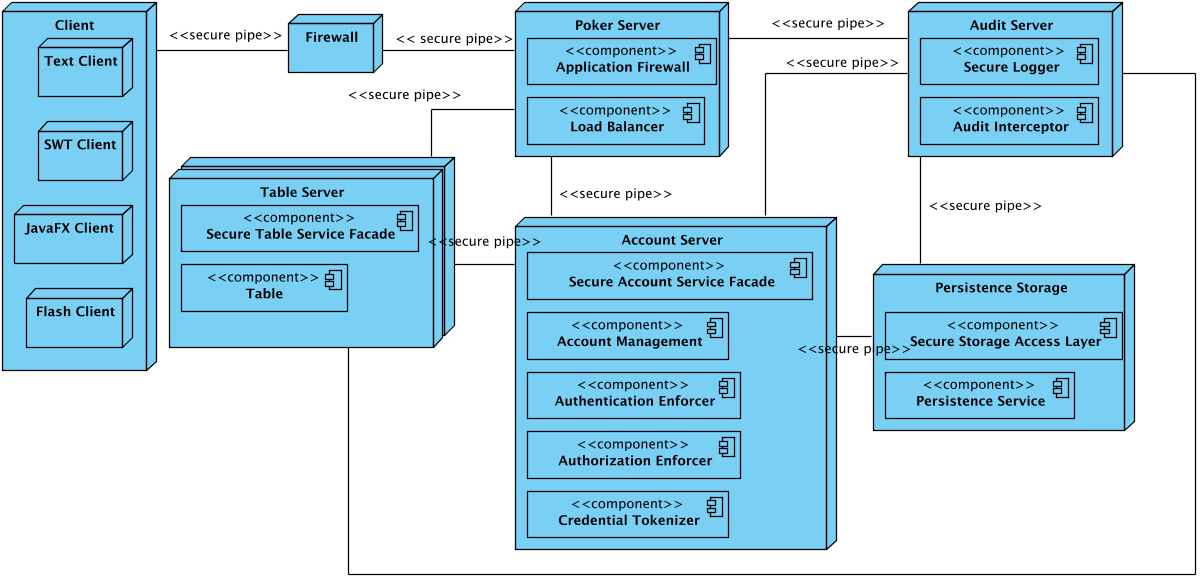 Client
Text Client
SWT Client
JavaFX Client
Flash Client
<<secure pipe>>
Firewall
<< secure pipe>>
Poker Server
<<component>>
Application Firewall
<<component>>
Load Balancer
<<secure pipe>>
<<secure pipe>>
Audit Server
<<component>>
Secure Logger
<<component>>
Audit Interceptor
<<secure pipe>>
<<secure pipe>>
<<secure pipe>>
Table Server
<<component>>
Secure Table Service Facade
<<component>>
Table
<<secure pipe>>
Account Server
<<component>>
Secure Account Service Facade
<<component>>
Account Management
<<component>>
Authentication Enforcer
<<component>>
Authorization Enforcer
<<component>>
Credential Tokenizer
<<secure pipe>>
Persistence Storage
<<component>>
Secure Storage Access Layer
<<component>>
Persistence Service